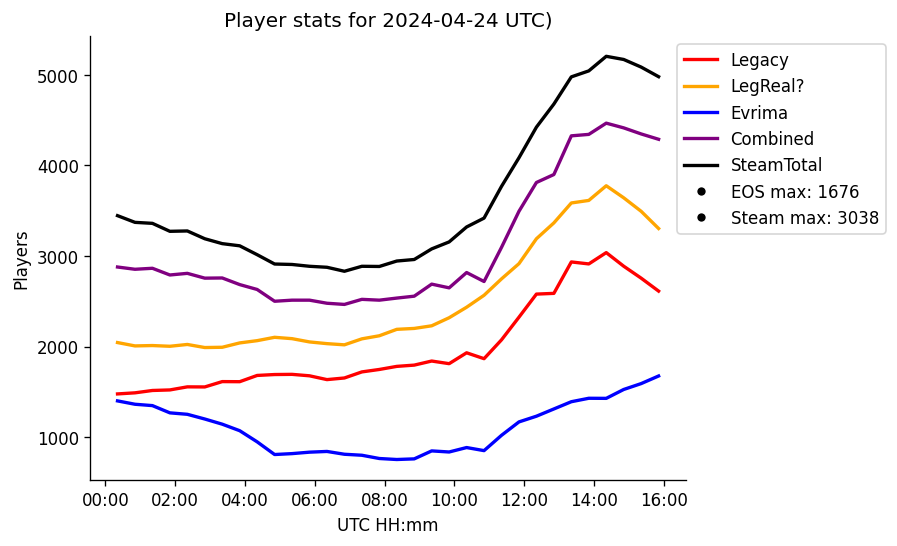 Player stats for 2024-04-24 UTC)
Legacy
LegReal?
Evrima
Combined
SteamTotal
EOS max: 1676
Steam max: 3038
Players
5000
4000
3000
2000
1000
00:00 02:00 04:00 06:00 08:00 10:00 12:00 14:00 16:00
UTC HH:mm